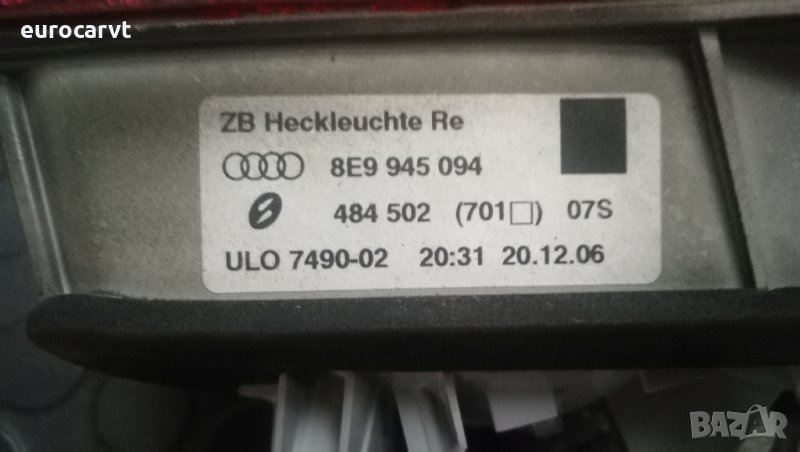 eurocarvt
ZB Heckleuchte Re
8E9 945 094
484 502 (701□) 07S
ULO 7490-02 20:31 20.12.06
BAZAR